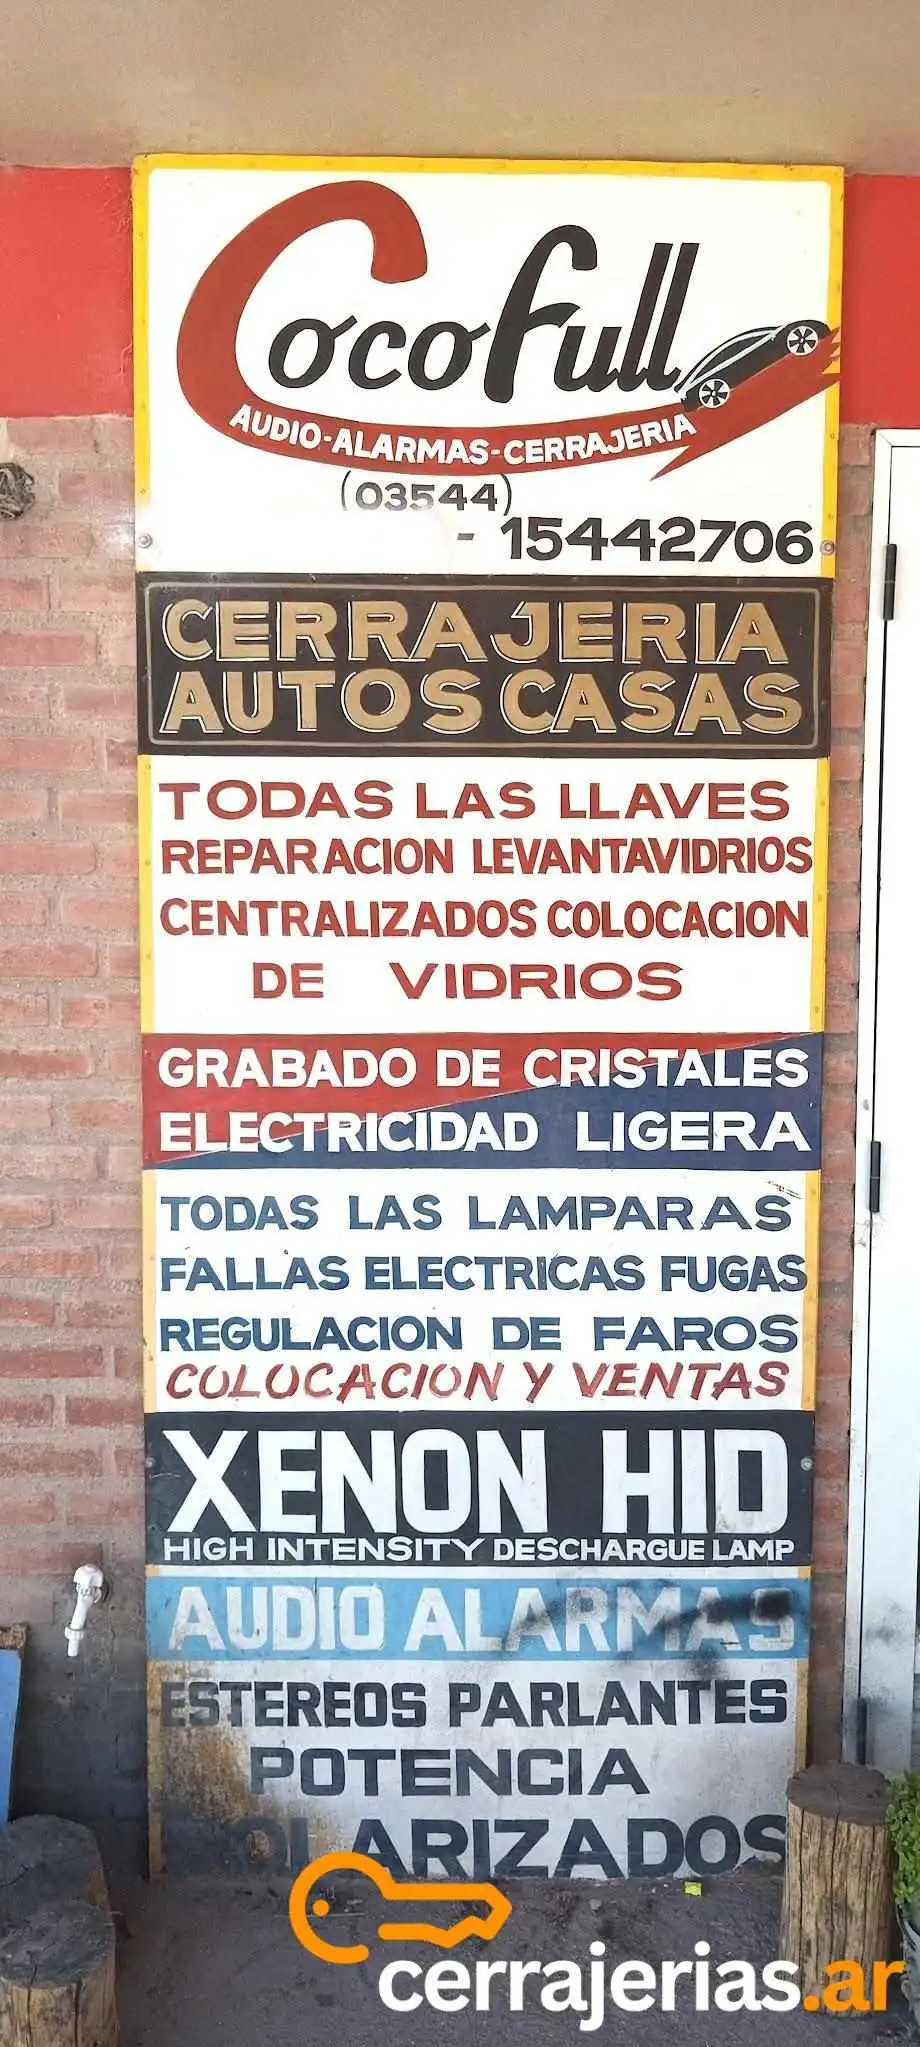 CocoFull
AUDIO-ALARMAS-CERRAJERIA
(03544)
- 15442706
CERRAJERIA
AUTOS CASAS
TODAS LAS LLAVES
REPARACION LEVANTAVIDRIOS
CENTRALIZADOS COLOCACION
DE VIDRIOS
GRABADO DE CRISTALES
ELECTRICIDAD LIGERA
TODAS LAS LAMPARAS
FALLAS ELECTRICAS FUGAS
REGULACION DE FAROS
COLOCACION Y VENTAS
XENON HID
HIGH INTENSITY DESCHARGUE LAMP
AUDIO ALARMAS
ESTEREOS PARLANTES
POTENCIA
POLARIZADOS
cerrajerias.ar